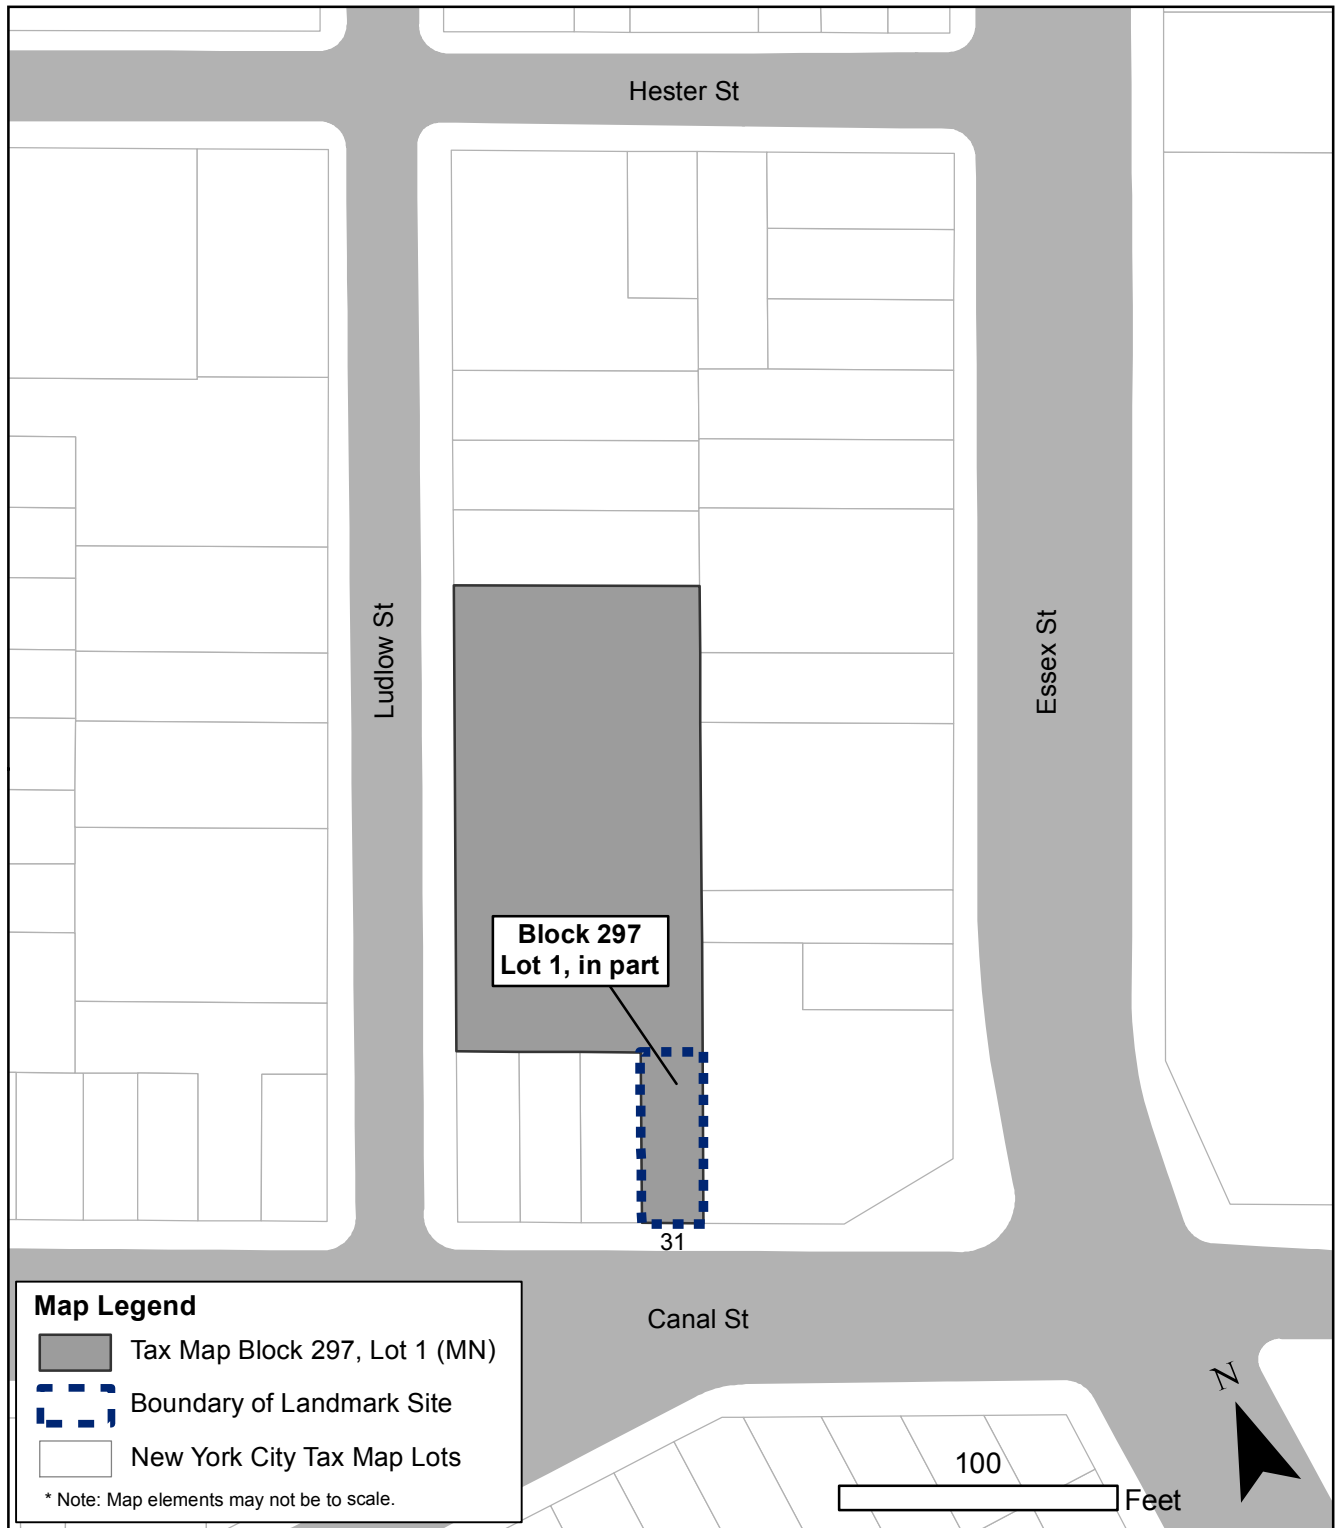 Hester St
Ludlow St
Essex St
Block 297
Lot 1, in part
31
Canal St
Map Legend
Tax Map Block 297, Lot 1 (MN)
Boundary of Landmark Site
New York City Tax Map Lots
* Note: Map elements may not be to scale.
N
100
Feet